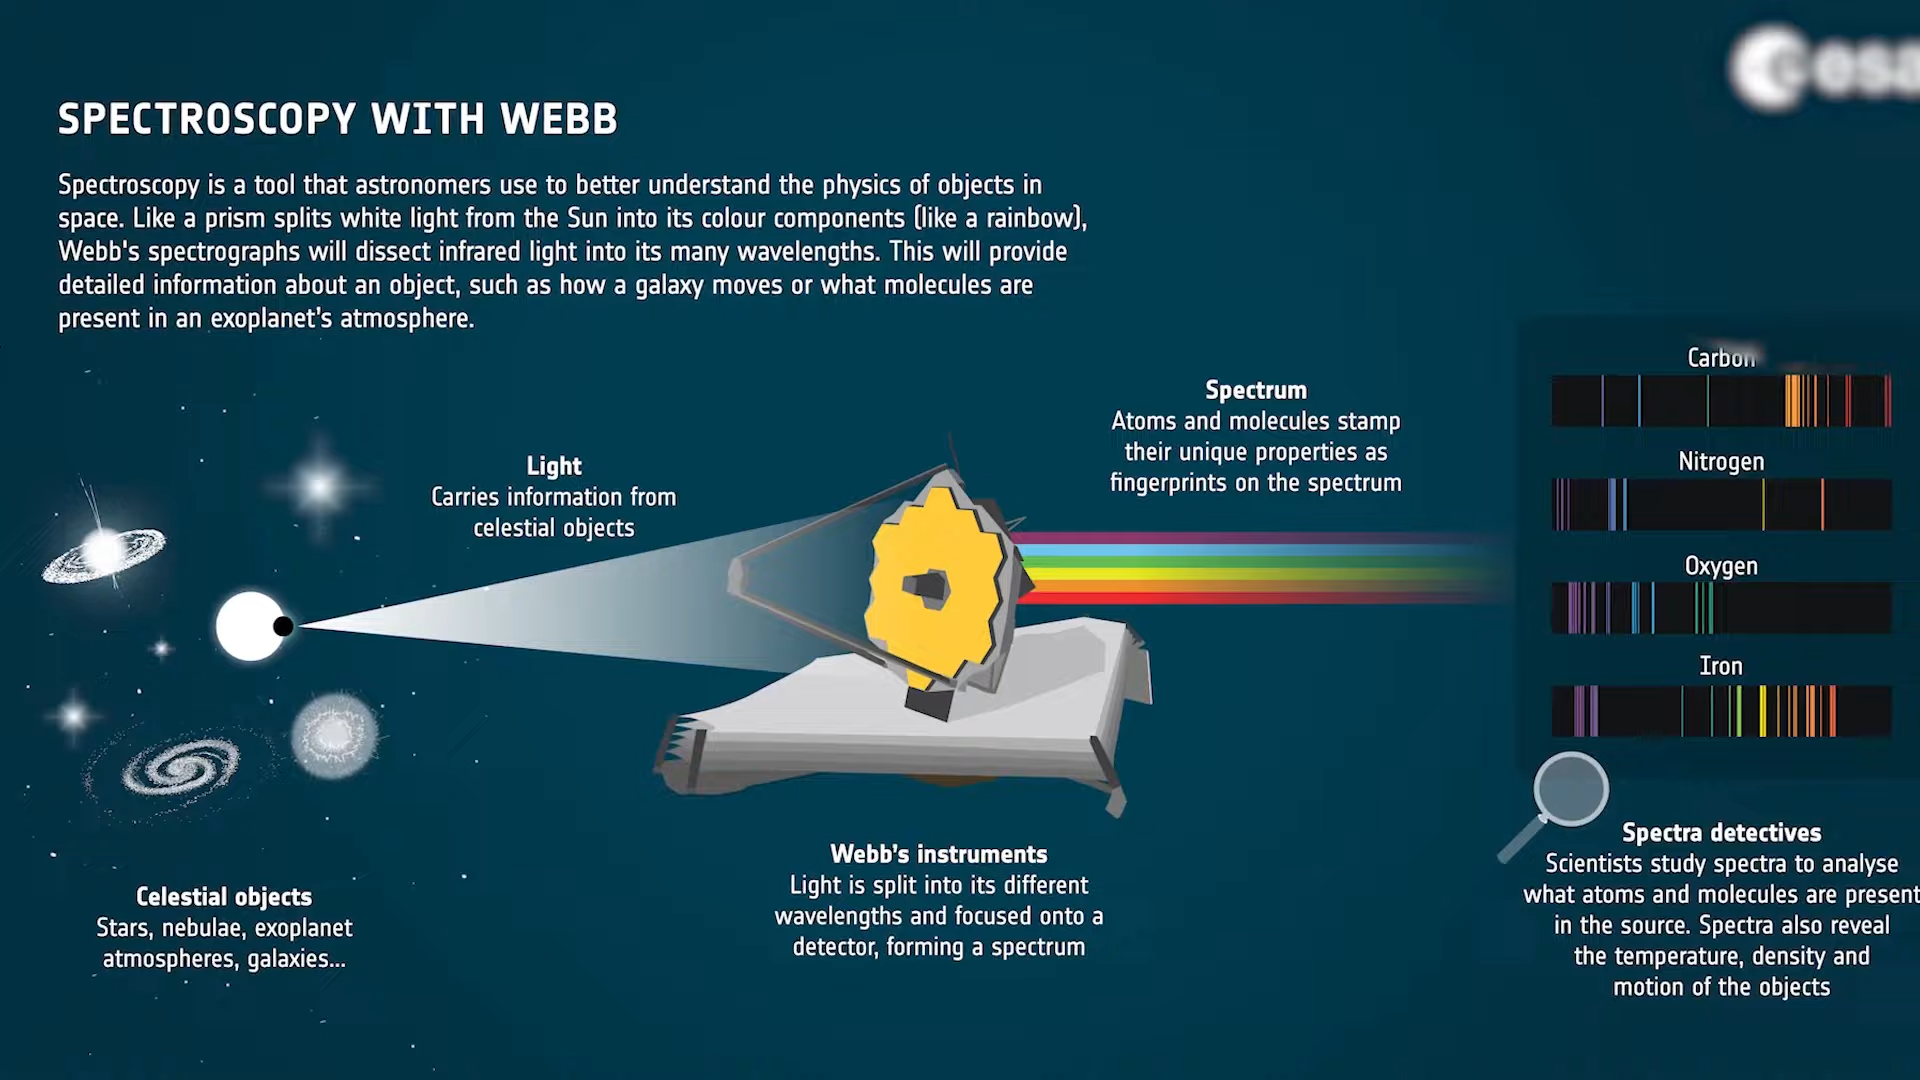 esa
SPECTROSCOPY WITH WEBB
Spectroscopy is a tool that astronomers use to better understand the physics of objects in
space. Like a prism splits white light from the Sun into its colour components (like a rainbow),
Webb's spectrographs will dissect infrared light into its many wavelengths. This will provide
detailed information about an object, such as how a galaxy moves or what molecules are
present in an exoplanet's atmosphere.
Light
Carries information from
celestial objects
Spectrum
Atoms and molecules stamp
their unique properties as
fingerprints on the spectrum
Carbon
Nitrogen
Oxygen
Iron
Celestial objects
Stars, nebulae, exoplanet
atmospheres, galaxies...
Webb's instruments
Light is split into its different
wavelengths and focused onto a
detector, forming a spectrum
Spectra detectives
Scientists study spectra to analyse
what atoms and molecules are present
in the source. Spectra also reveal
the temperature, density and
motion of the objects